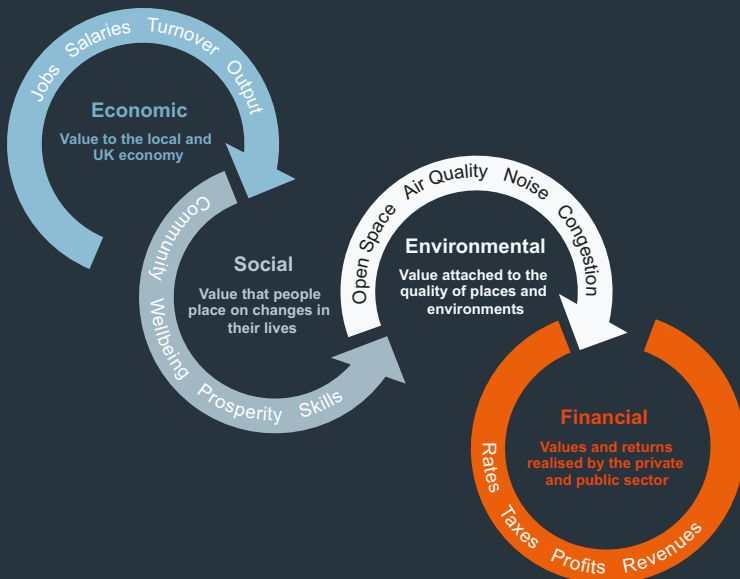 Jobs Salaries Turnover Output
Economic
Value to the local and
UK economy
Community Wellbeing Prosperity Skills
Social
Value that people
place on changes in
their lives
Open Space Air Quality Noise Congestion
Environmental
Value attached to the
quality of places and
environments
Financial
Values and returns
realised by the private
and public sector
Rates Taxes Profits Revenues